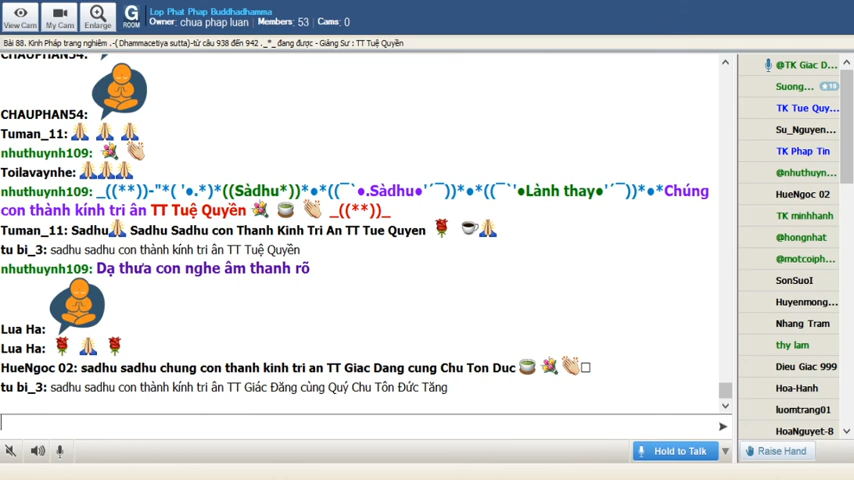 View Cam
My Cam
Enlarge
G
ROOM
Lop Phat Phap Buddhadhamma
Owner: chua phap luan Members: 53 Cams: 0
Bài 88. Kinh Pháp trang nghiêm .-( Dhammacetiya sutta)-từ câu 938 đến 942 ._*_ đang được - Giảng Sư : TT Tuệ Quyền
CHAUPHAN54:
CHAUPHAN54:
Tuman_11:
nhuthuynh109:
Toilavaynhe:
nhuthuynh109: _((**))-"*( '●.*)*((Sàdhu*))*●*((¯`●.Sàdhu●'´¯))*●*((¯`'●Lành thay●'´¯))*●*Chúng
con thành kính tri ân TT Tuệ Quyền _((**))_
Tuman_11: Sadhu Sadhu Sadhu con Thanh Kinh Tri An TT Tue Quyen
tu bi_3: sadhu sadhu con thành kính tri ân TT Tuệ Quyền
nhuthuynh109: Dạ thưa con nghe âm thanh rõ
Lua Ha:
Lua Ha:
HueNgoc 02: sadhu sadhu chung con thanh kinh tri an TT Giac Dang cung Chu Ton Duc
tu bi_3: sadhu sadhu con thành kính tri ân TT Giác Đăng cùng Quý Chu Tôn Đức Tăng
@TK Giac D...
Suong... 18
TK Tue Quy...
Su_Nguyen...
TK Phap Tin
@nhuthuyn...
HueNgoc 02
TK minhhanh
@hongnhat
@motcoiph...
SonSuoI
Huyenmong...
Nhang Tram
thy lam
Dieu Giac 999
Hoa-Hanh
luomtrang01
HoaNguyet-8
Hold to Talk
Raise Hand